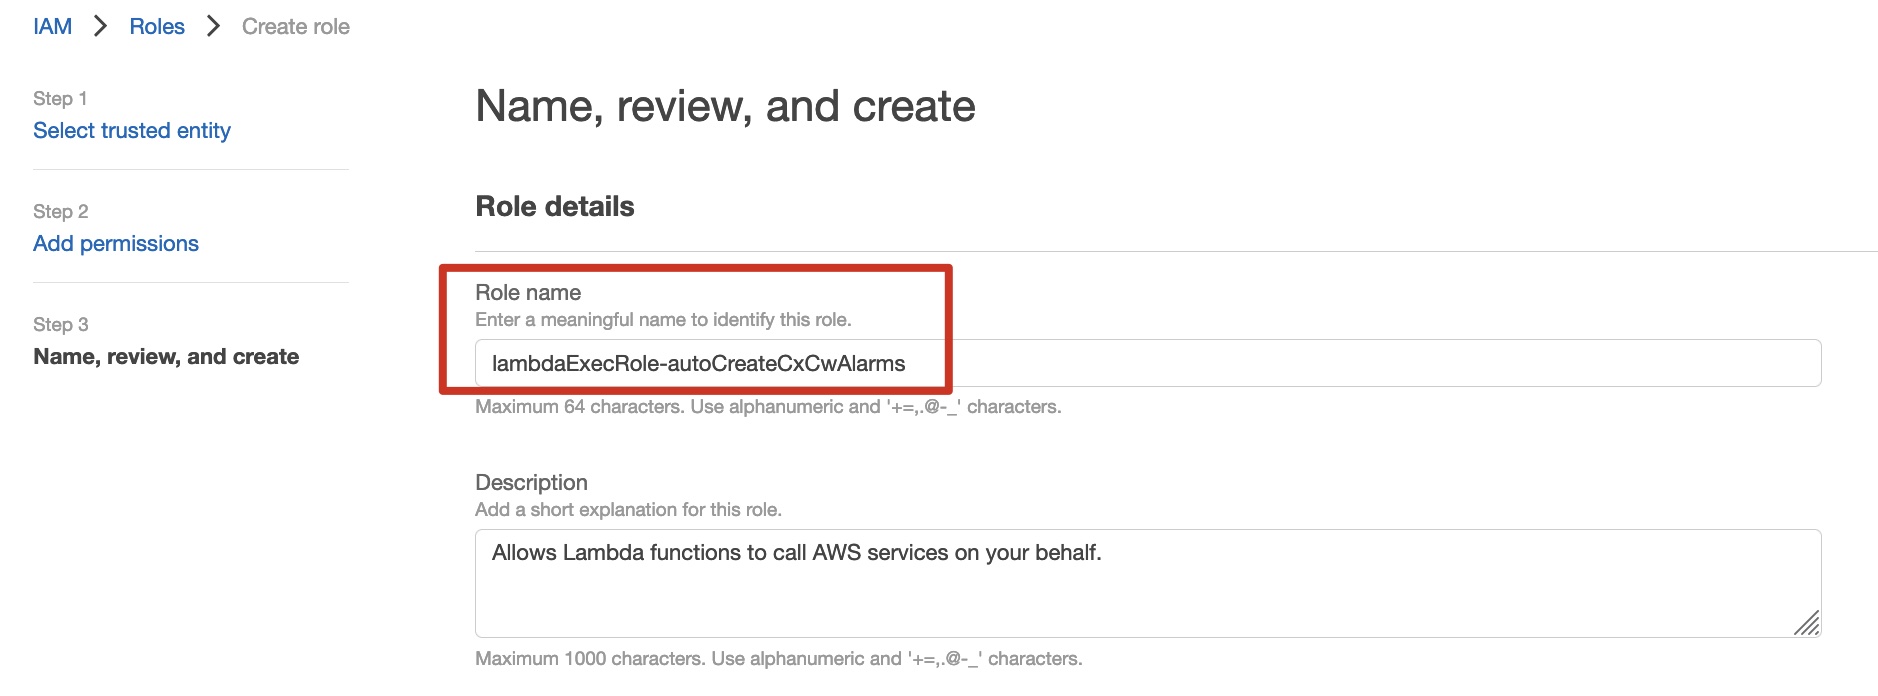 IAM > Roles > Create role
Step 1
Select trusted entity
Step 2
Add permissions
Step 3
Name, review, and create
Name, review, and create
Role details
Role name
Enter a meaningful name to identify this role.
lambdaExecRole-autoCreateCxCwAlarms
Maximum 64 characters. Use alphanumeric and '+=,.@-_' characters.
Description
Add a short explanation for this role.
Allows Lambda functions to call AWS services on your behalf.
Maximum 1000 characters. Use alphanumeric and '+=,.@-_' characters.